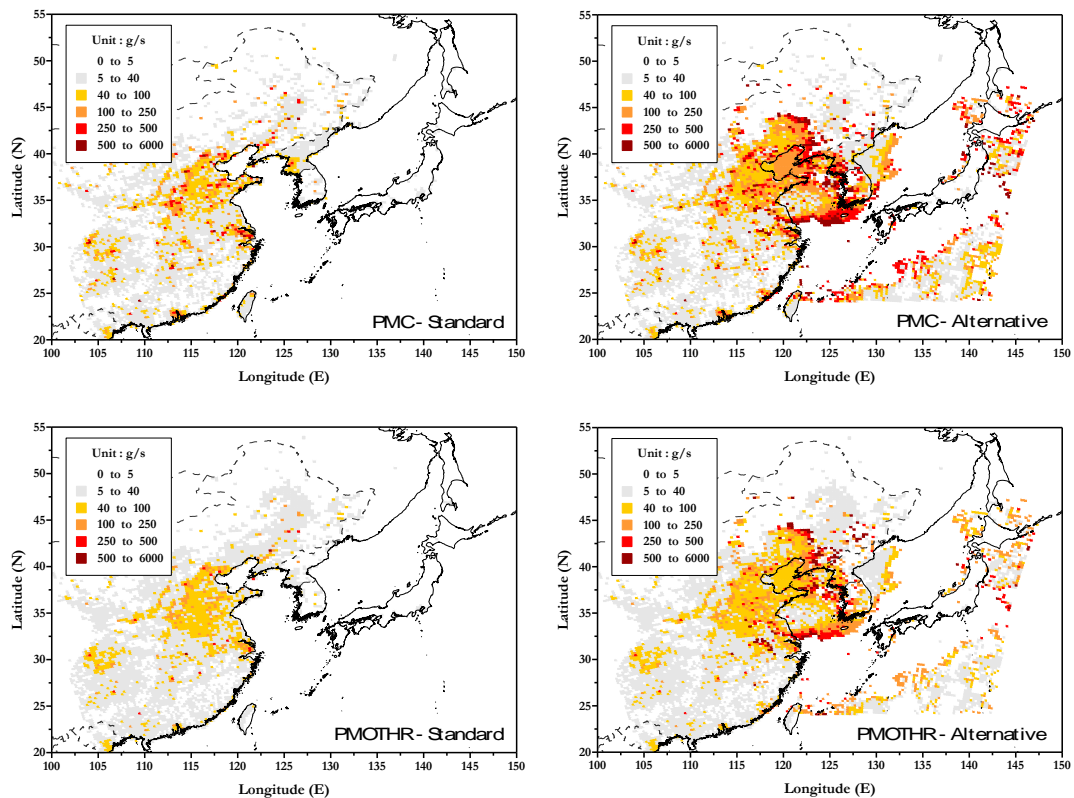 55
50
45
40
35
30
25
20
Latitude (N)
Unit : g/s
0 to 5
5 to 40
40 to 100
100 to 250
250 to 500
500 to 6000
PMC- Standard
100 105 110 115 120 125 130 135 140 145 150
Longitude (E)
55
50
45
40
35
30
25
20
Latitude (N)
Unit : g/s
0 to 5
5 to 40
40 to 100
100 to 250
250 to 500
500 to 6000
PMC- Alternative
100 105 110 115 120 125 130 135 140 145 150
Longitude (E)
55
50
45
40
35
30
25
20
Latitude (N)
Unit : g/s
0 to 5
5 to 40
40 to 100
100 to 250
250 to 500
500 to 6000
PMOTHR - Standard
100 105 110 115 120 125 130 135 140 145 150
Longitude (E)
55
50
45
40
35
30
25
20
Latitude (N)
Unit : g/s
0 to 5
5 to 40
40 to 100
100 to 250
250 to 500
500 to 6000
PMOTHR - Alternative
100 105 110 115 120 125 130 135 140 145 150
Longitude (E)